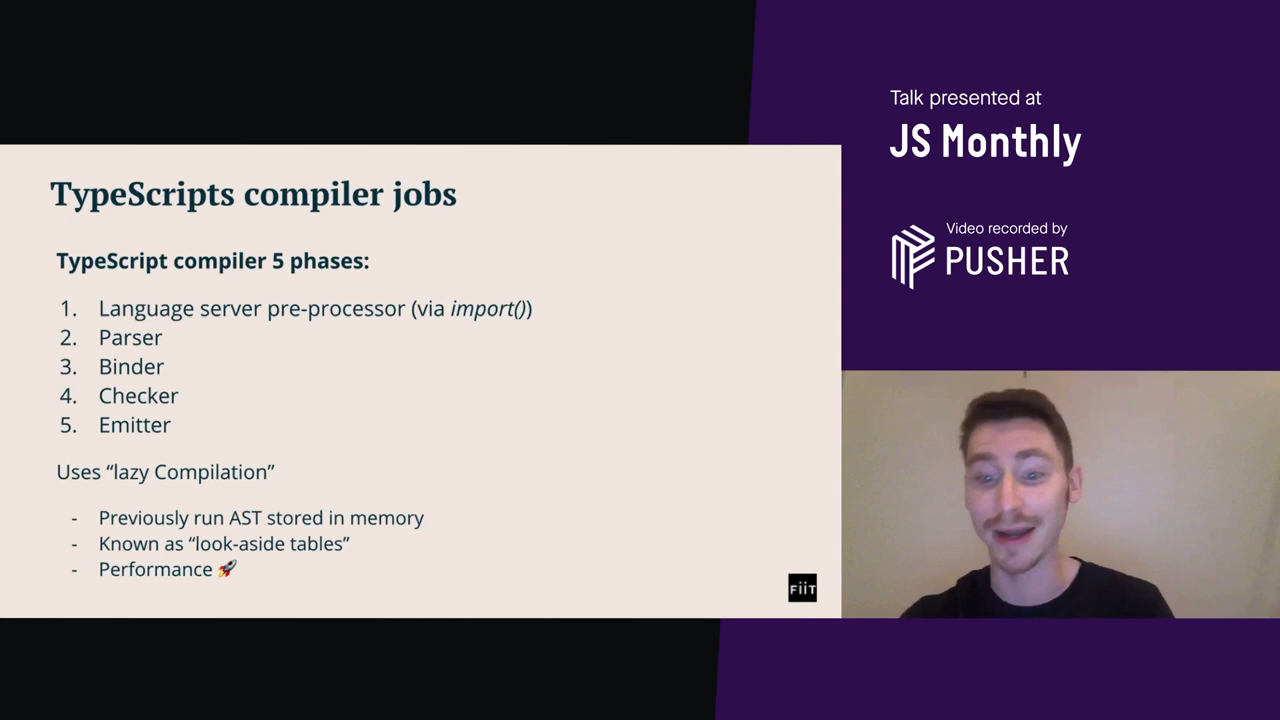 TypeScripts compiler jobs
TypeScript compiler 5 phases:
1. Language server pre-processor (via import())
2. Parser
3. Binder
4. Checker
5. Emitter
Uses “lazy Compilation”
- Previously run AST stored in memory
- Known as “look-aside tables”
- Performance 🚀
FiiT
Talk presented at
JS Monthly
Video recorded by
PUSHER